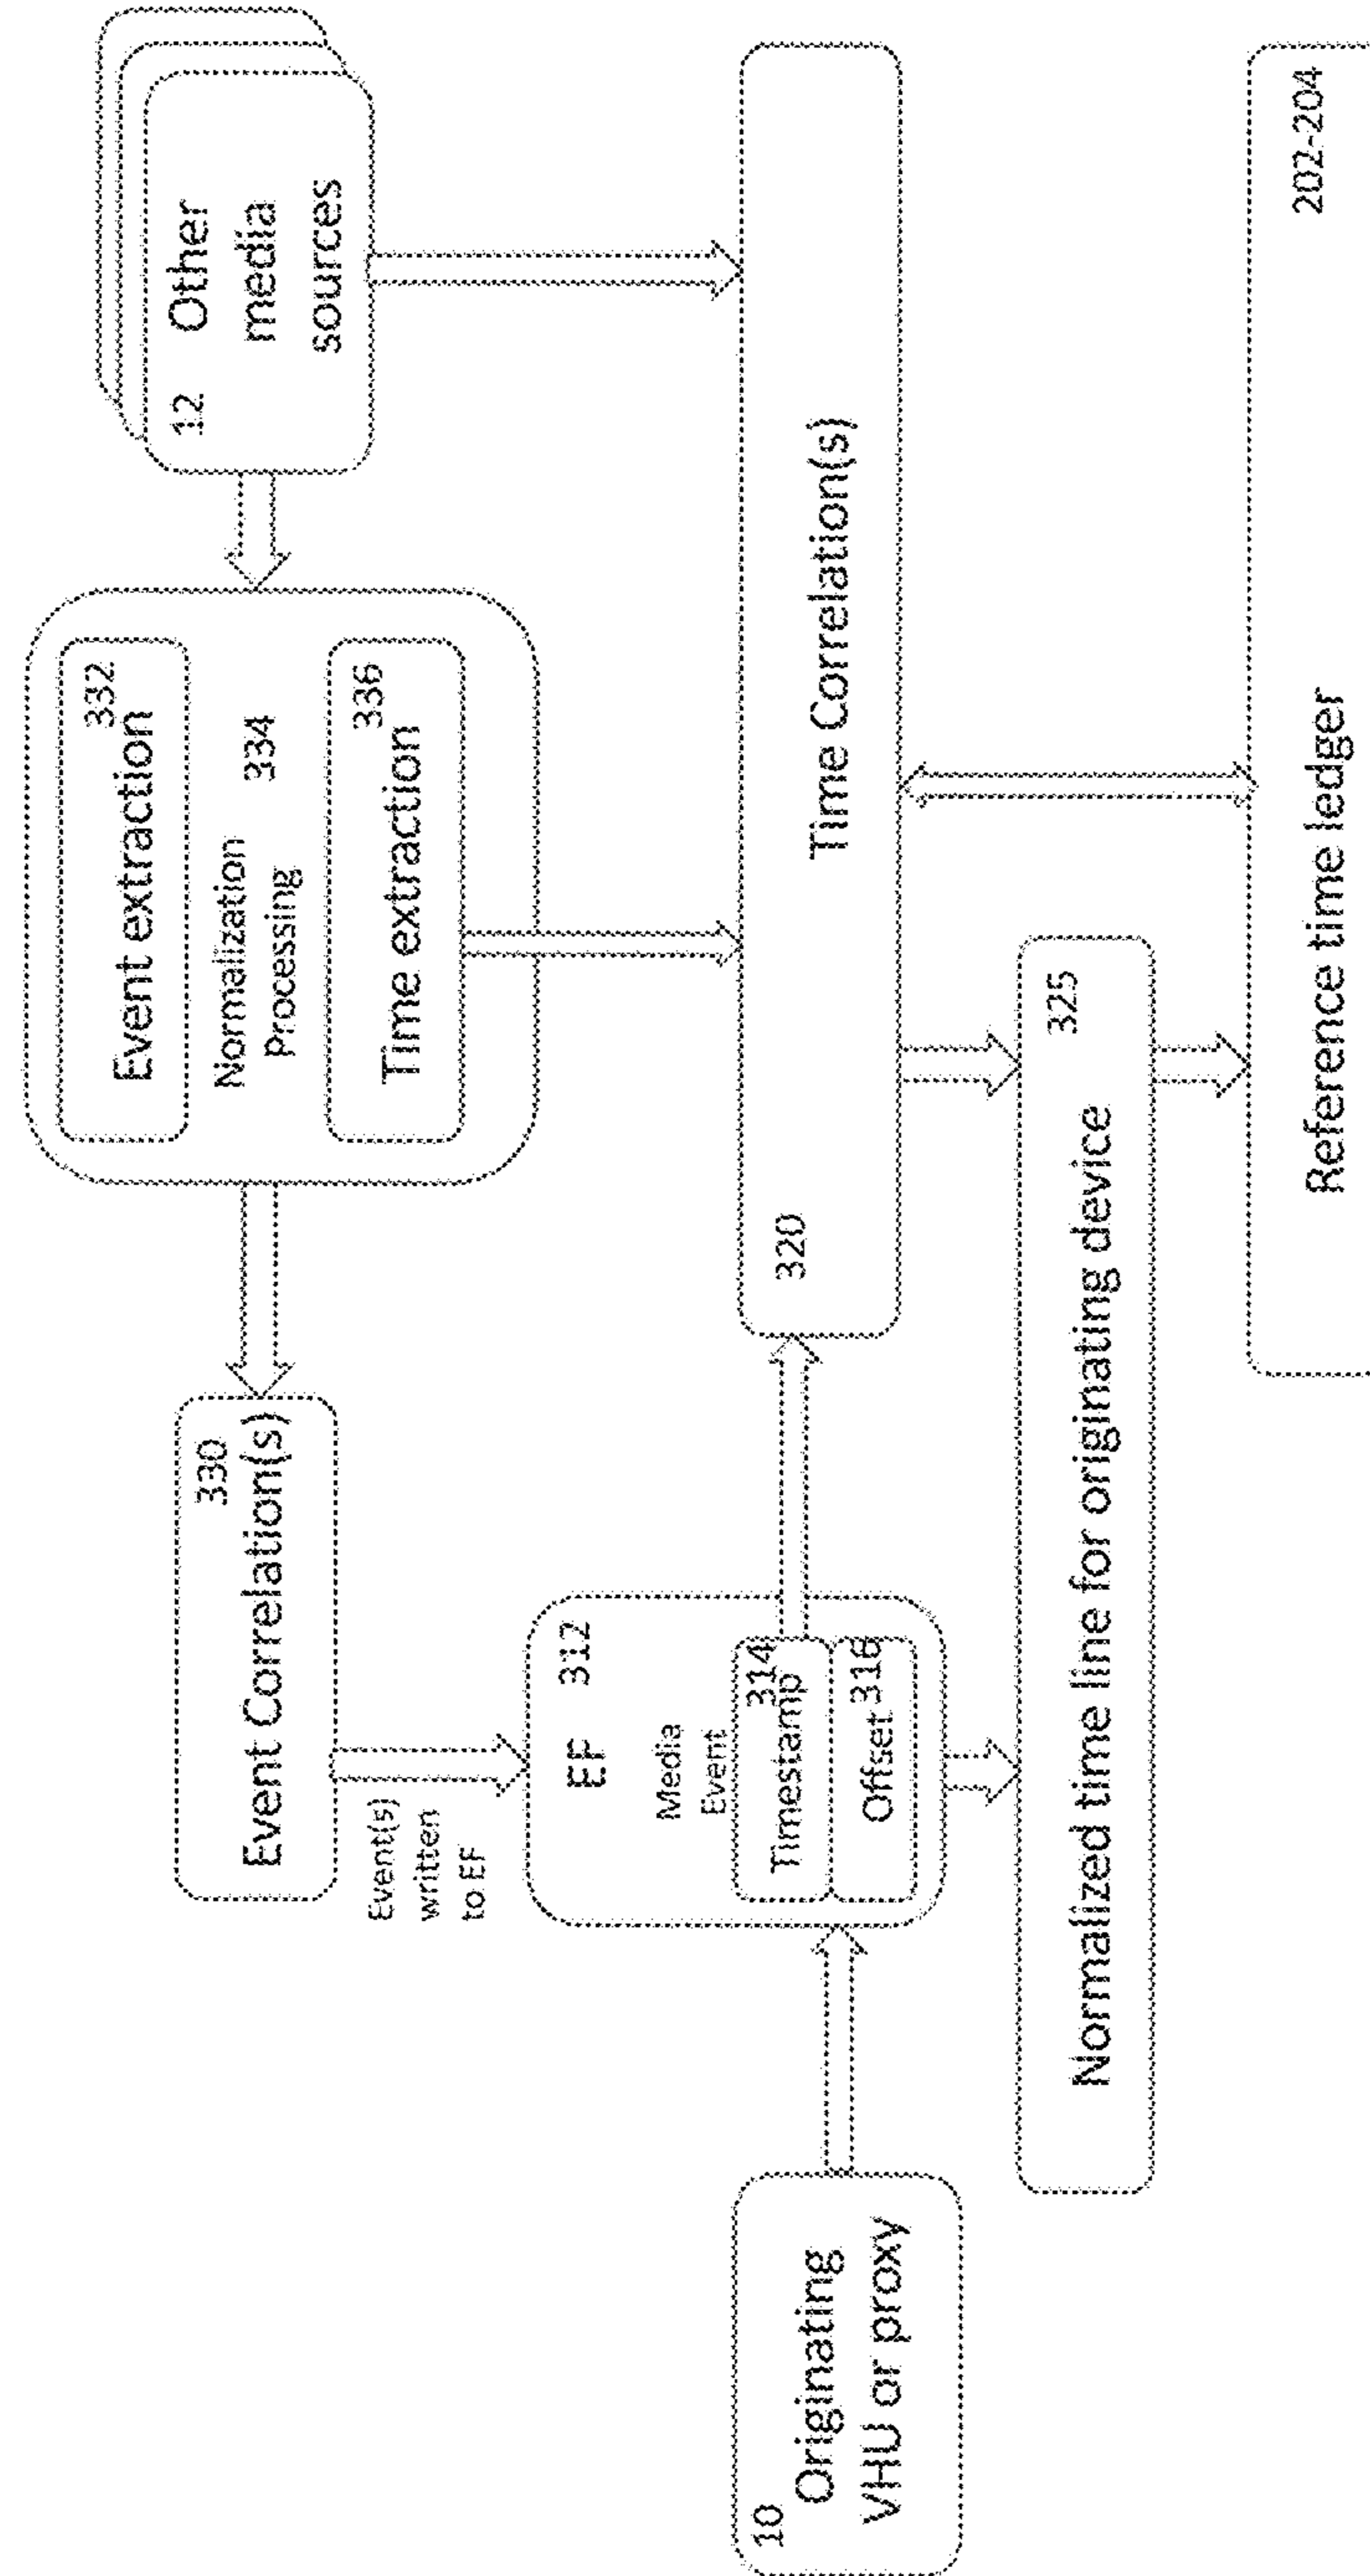 12 Other
media
sources
Event extraction 332
Normalization 334
Processing
Time extraction 336
330
Event Correlation(s)
Event(s)
written
to EF
EF 312
Media
Event
Timestamp 314
Offset 316
10
Originating
VHU or proxy
320
Time Correlation(s)
325
Normalized time line for originating device
202-204
Reference time ledger